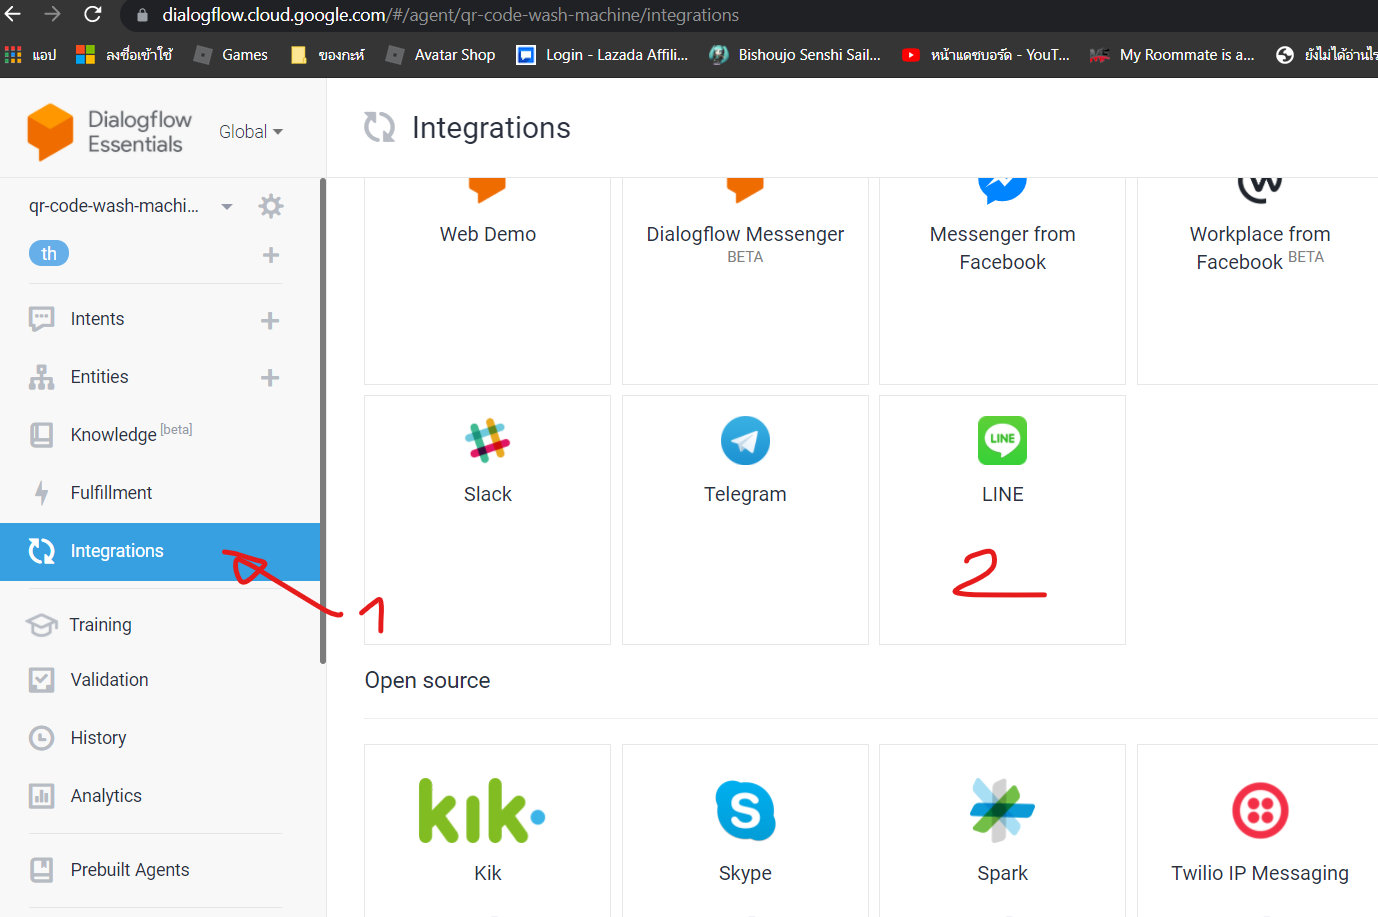 dialogflow.cloud.google.com/#/agent/qr-code-wash-machine/integrations
แอป ลงชื่อเข้าใช้ Games ของกะห์ Avatar Shop Login - Lazada Affili... Bishoujo Senshi Sail... หน้าแดชบอร์ด - YouT... My Roommate is a... ยังไม่ได้อ่านไร
Dialogflow
Essentials
Global
Integrations
qr-code-wash-machi...
th
Intents
Entities
Knowledge [beta]
Fulfillment
Integrations
Training
Validation
History
Analytics
Prebuilt Agents
Web Demo
Dialogflow Messenger
BETA
Messenger from
Facebook
Workplace from
Facebook BETA
Slack
Telegram
LINE
LINE
1
2
Open source
kik
Kik
S
Skype
Spark
Twilio IP Messaging